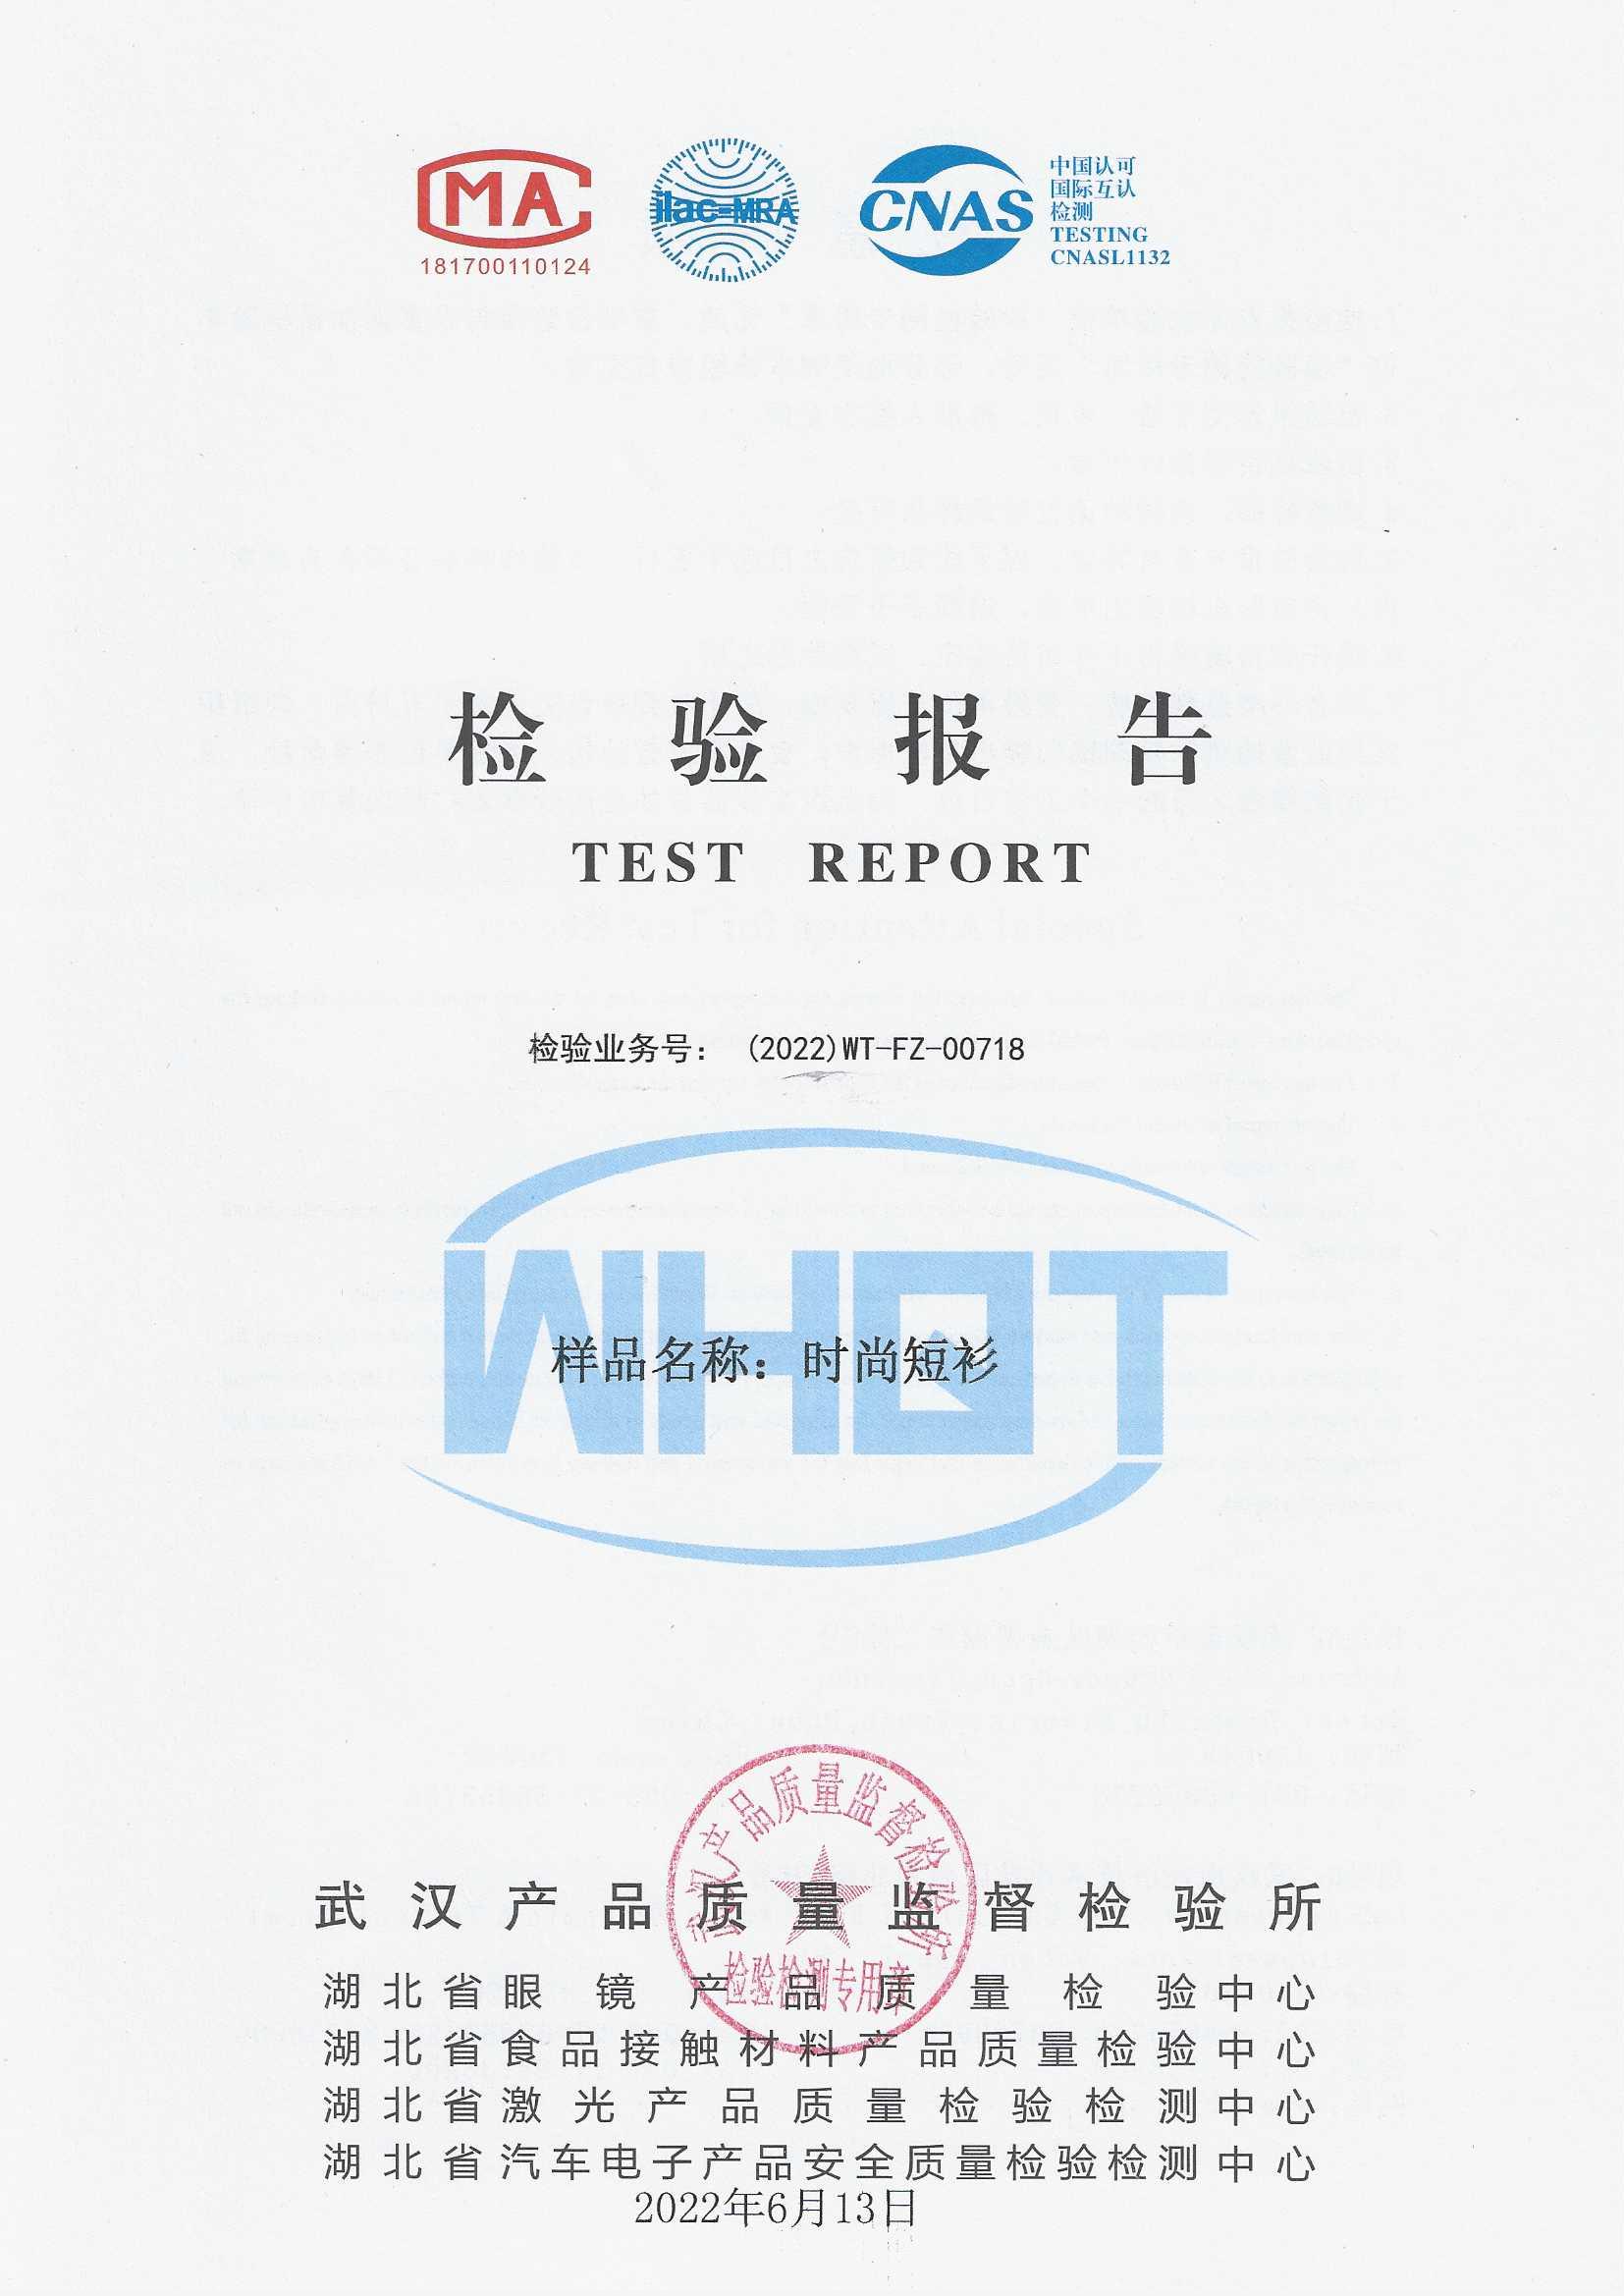 MA
181700110124
ilac-MRA
CNAS
中国认可
国际互认
检测
TESTING
CNASL1132
检验报告
TEST REPORT
检验业务号： (2022)WT-FZ-00718
WHQT
样品名称：时尚短衫
武汉产品质量监督检验所
检验检测专用章
武汉产品质量监督检验所
湖北省眼镜产品质量检验中心
湖北省食品接触材料产品质量检验中心
湖北省激光产品质量检验检测中心
湖北省汽车电子产品安全质量检验检测中心
2022年6月13日